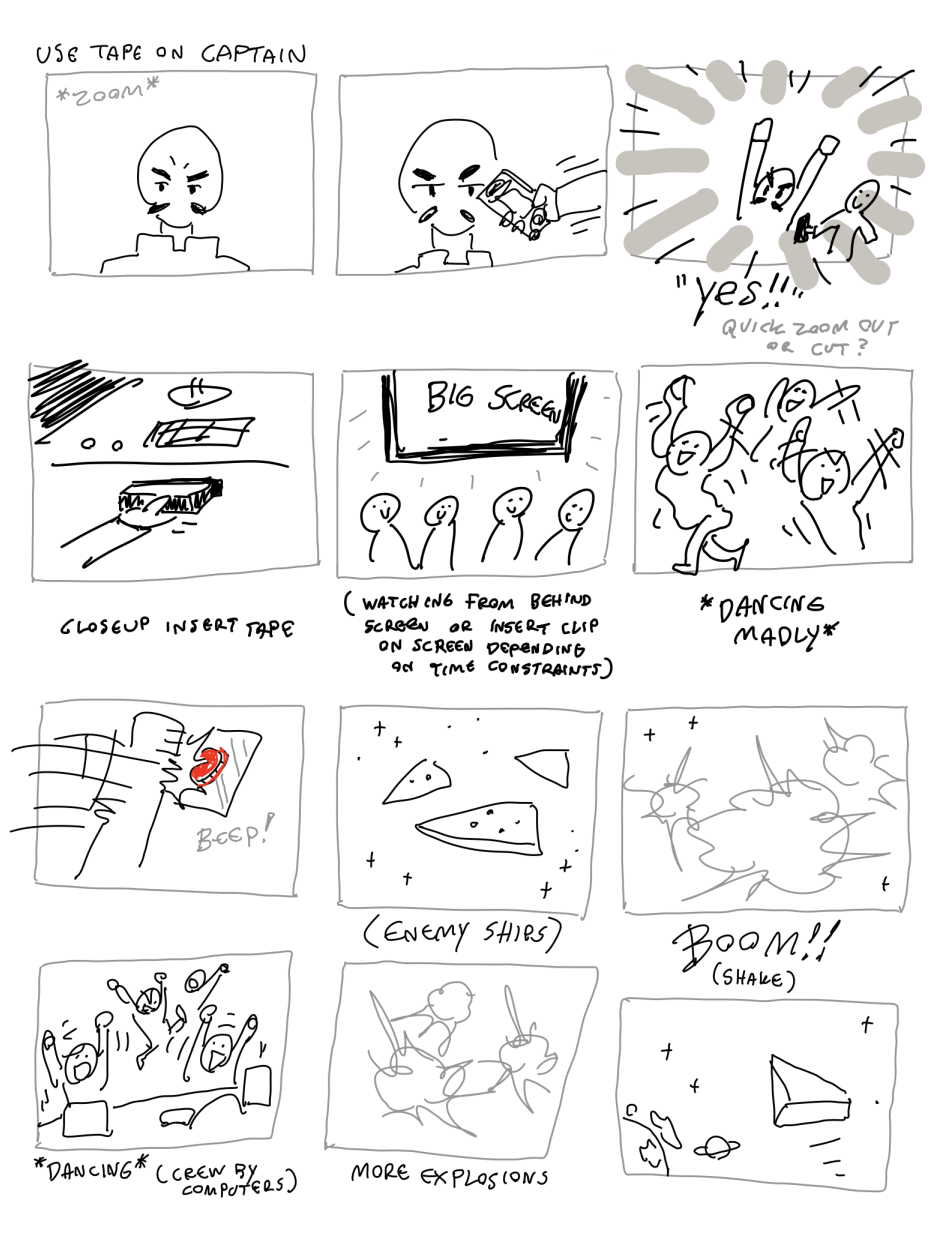 USE TAPE ON CAPTAIN
*ZOOM*
"yes!!"
QUICK ZOOM OUT
OR CUT?
BIG SCREEN
CLOSEUP INSERT TAPE
(WATCHING FROM BEHIND
SCREEN OR INSERT CLIP
ON SCREEN DEPENDING
ON TIME CONSTRAINTS)
*DANCING
MADLY*
BEEP!
(ENEMY SHIPS)
BOOM!!
(SHAKE)
*DANCING* (CREW BY
COMPUTERS)
MORE EXPLOSIONS